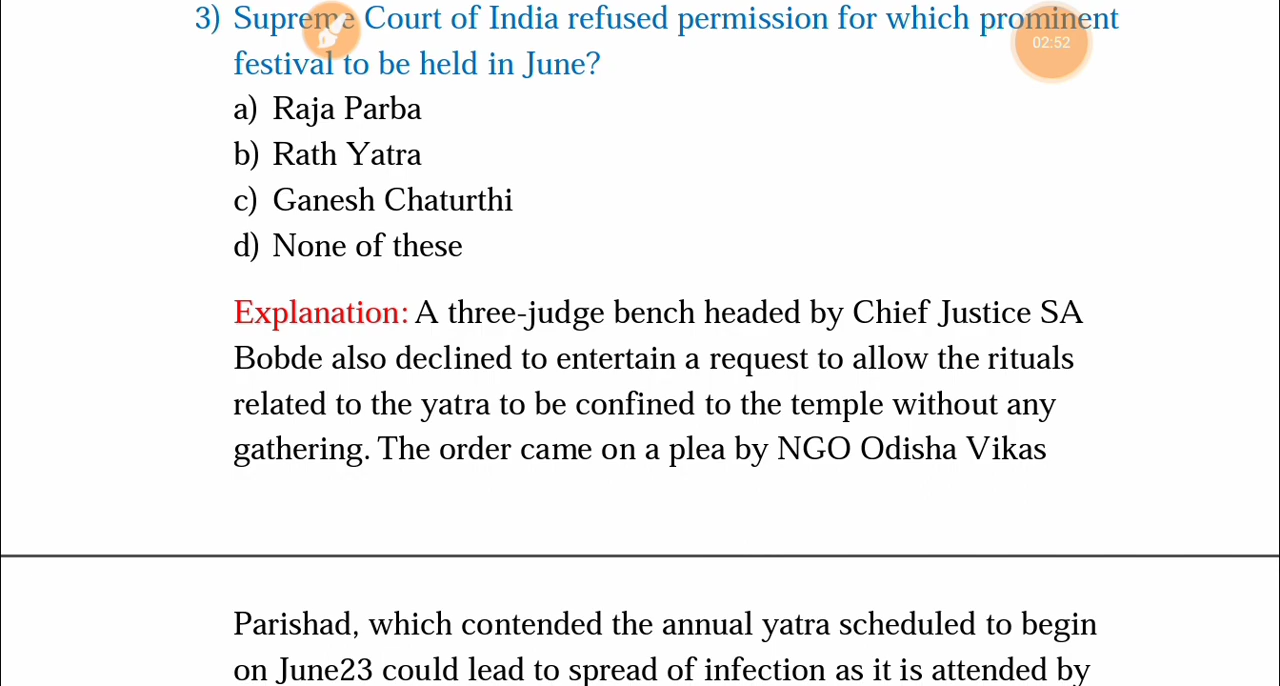 3) Supreme Court of India refused permission for which prominent
02:52
festival to be held in June?
a) Raja Parba
b) Rath Yatra
c) Ganesh Chaturthi
d) None of these
Explanation: A three-judge bench headed by Chief Justice SA
Bobde also declined to entertain a request to allow the rituals
related to the yatra to be confined to the temple without any
gathering. The order came on a plea by NGO Odisha Vikas
Parishad, which contended the annual yatra scheduled to begin
on June23 could lead to spread of infection as it is attended by